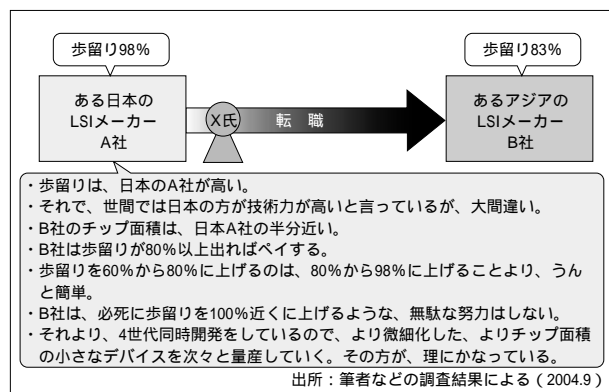 歩留り98%
歩留り83%
ある日本の
LSIメーカー
A社
X氏
転職
あるアジアの
LSIメーカー
B社
・歩留りは、日本のA社が高い。
・それで、世間では日本の方が技術力が高いと言っているが、大間違い。
・B社のチップ面積は、日本A社の半分近い。
・B社は歩留りが80%以上出ればペイする。
・歩留りを60%から80%に上げるのは、80%から98%に上げることより、うん
と簡単。
・B社は、必死に歩留りを100%近くに上げるような、無駄な努力はしない。
・それより、4世代同時開発をしているので、より微細化した、よりチップ面積
の小さなデバイスを次々と量産していく。その方が、理にかなっている。
出所:筆者などの調査結果による(2004.9)